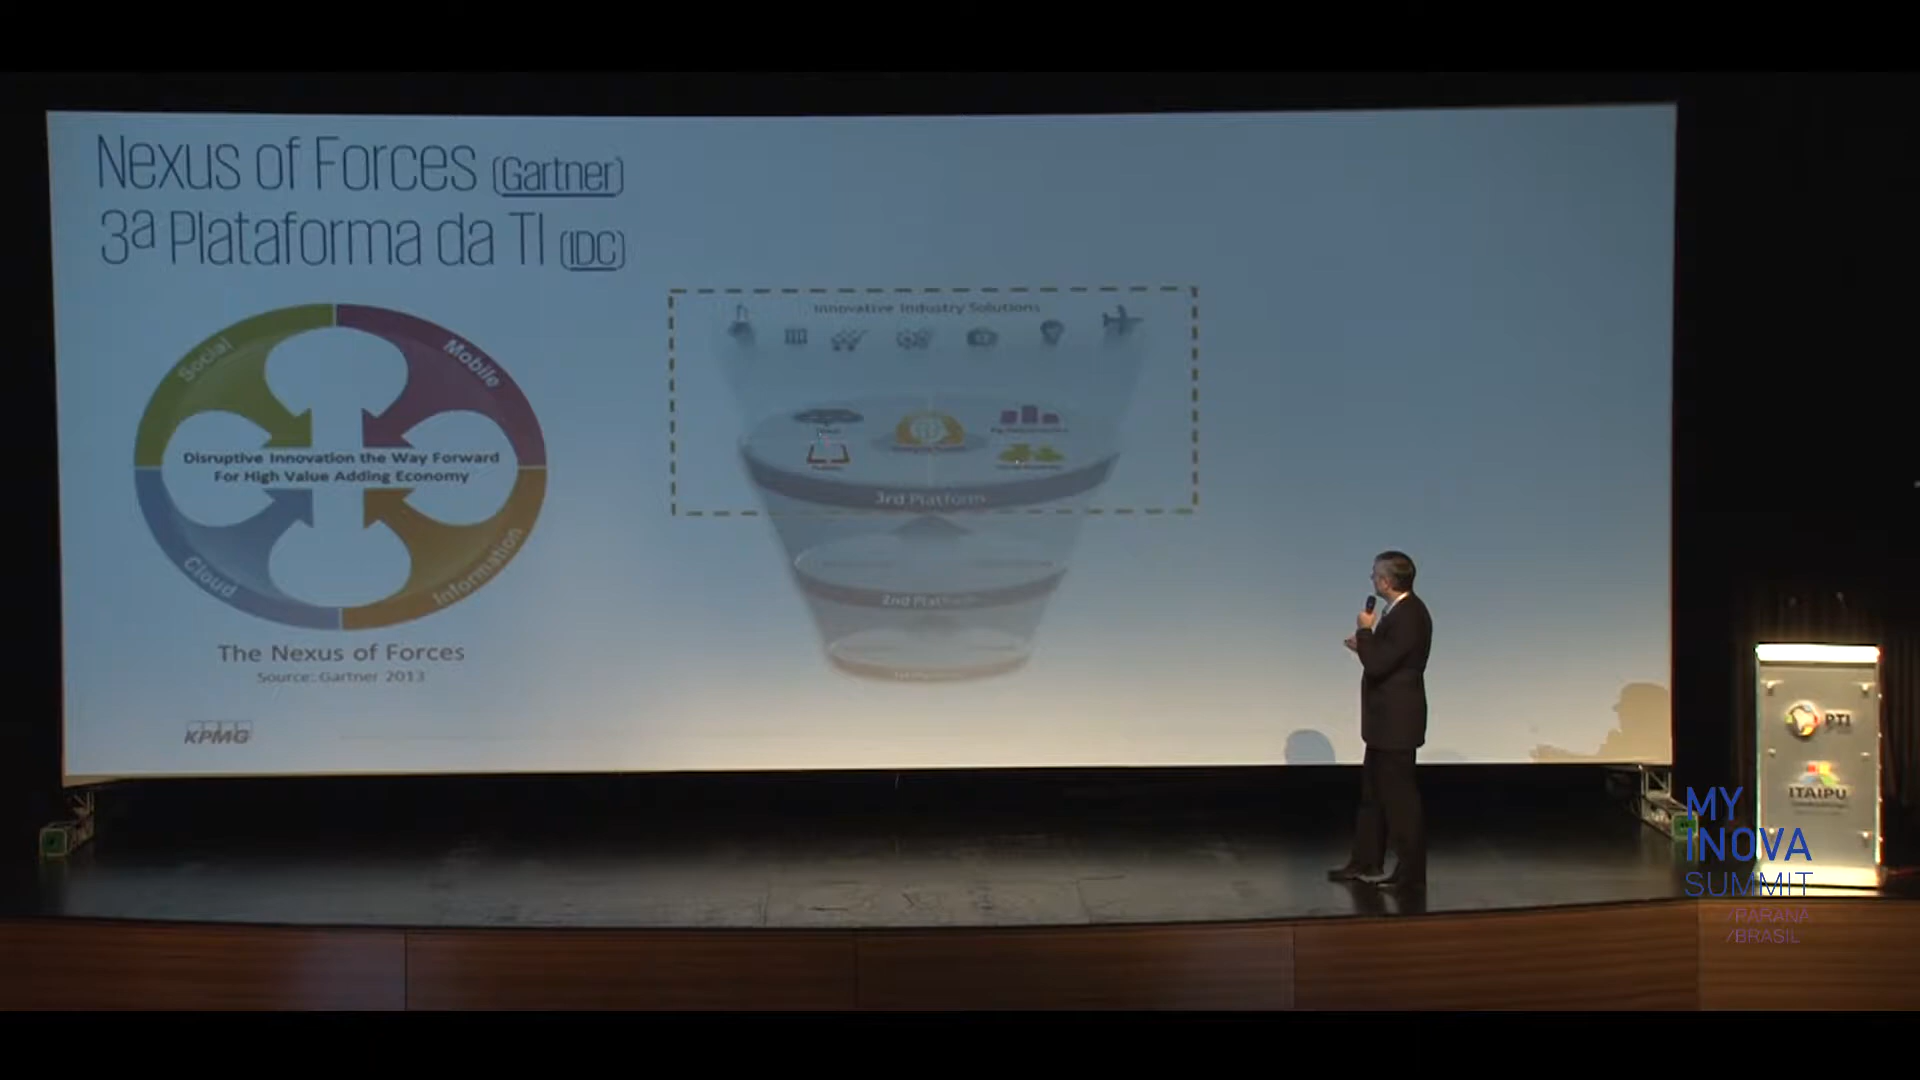 Nexus of Forces (Gartner)
3ª Plataforma da TI (IDC)
Social
Mobile
Disruptive Innovation the Way Forward
For High Value Adding Economy
Cloud
Information
The Nexus of Forces
Source: Gartner 2013
KPMG
Innovative Industry Solutions
3rd Platform
2nd Platform
PTI
ITAIPU
MY
INOVA
SUMMIT
/PARANÁ
/BRASIL